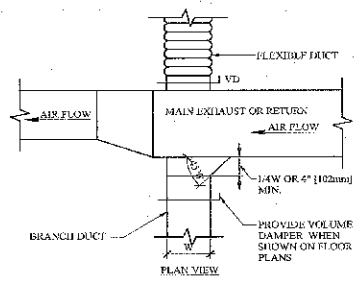 FLEXIBLE DUCT
VD
AIR FLOW
MAIN EXHAUST OR RETURN
AIR FLOW
45°
1/4W OR 4" [102mm]
MIN.
BRANCH DUCT
W
PROVIDE VOLUME
DAMPER WHEN
SHOWN ON FLOOR
PLANS
PLAN VIEW